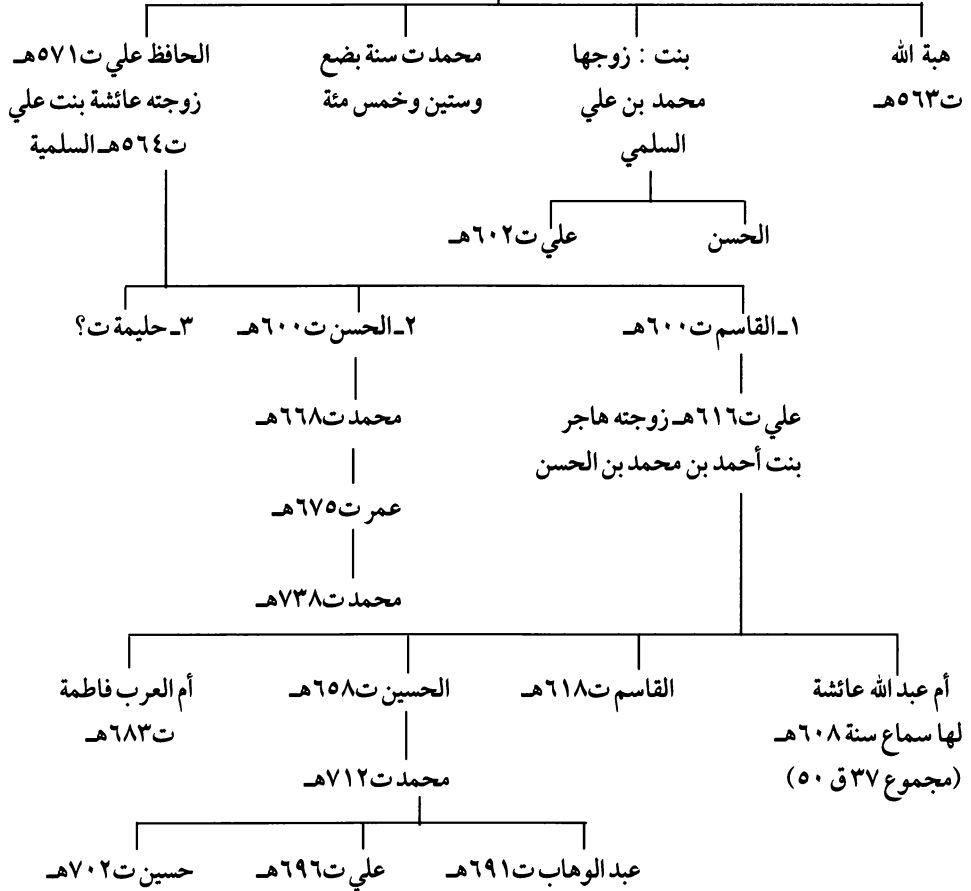 هبة الله
ت٥٦٣هـ
بنت : زوجها
محمد بن علي
السلمي
محمد ت سنة بضع
وستين وخمس مئة
الحافظ علي ت٥٧١هـ
زوجته عائشة بنت علي
ت٥٦٤هـ السلمية
الحسن
علي ت٦٠٢هـ
١ـ القاسم ت٦٠٠هـ
٢ـ الحسن ت٦٠٠هـ
٣ـ حليمة ت؟
علي ت٦١٦هـ زوجته هاجر
بنت أحمد بن محمد بن الحسن
محمد ت٦٦٨هـ
عمر ت٦٧٥هـ
محمد ت٧٣٨هـ
أم عبد الله عائشة
لها سماع سنة ٦٠٨هـ
(مجموع ٣٧ ق ٥٠)
القاسم ت٦١٨هـ
الحسين ت٦٥٨هـ
أم العرب فاطمة
ت٦٨٣هـ
محمد ت٧١٢هـ
عبد الوهاب ت٦٩١هـ
علي ت٦٩٦هـ
حسين ت٧٠٢هـ